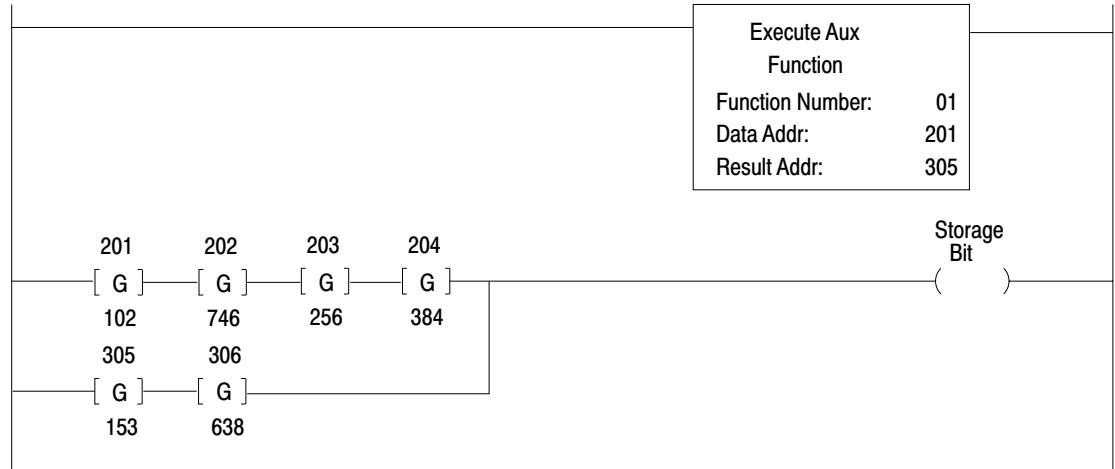 Execute Aux
Function
Function Number: 01
Data Addr: 201
Result Addr: 305
Storage
Bit
201 202 203 204
[ G ] [ G ] [ G ] [ G ] ( )
102 746 256 384
305 306
[ G ] [ G ]
153 638